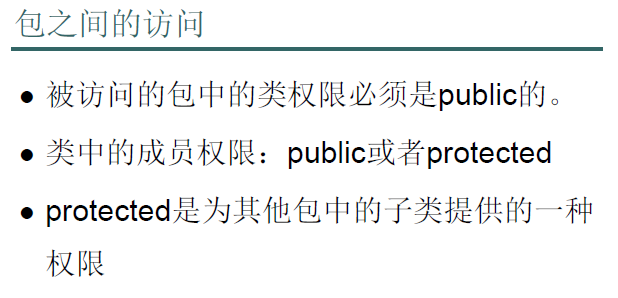 包之间的访问
● 被访问的包中的类权限必须是public的。
● 类中的成员权限：public或者protected
● protected是为其他包中的子类提供的一种
权限